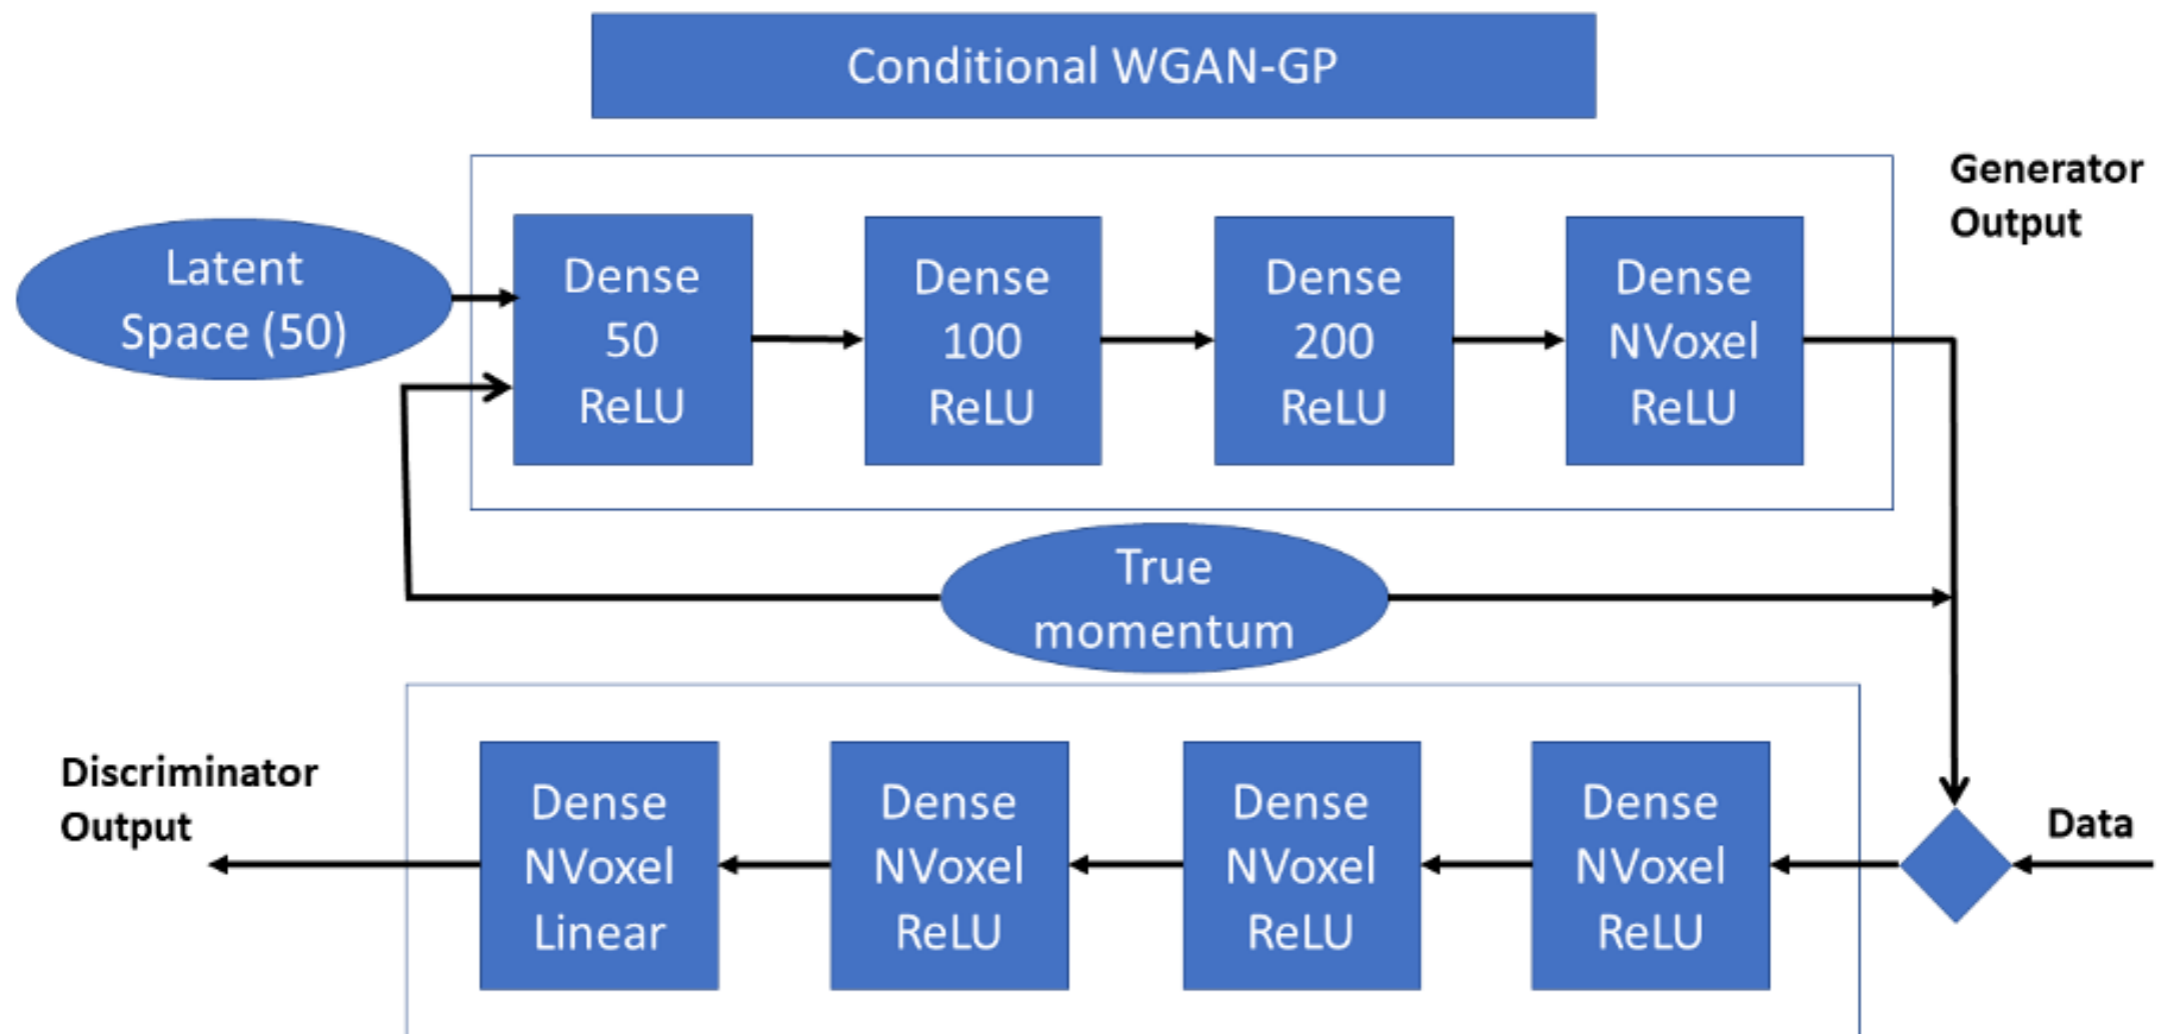 Conditional WGAN-GP
Generator
Output
Latent
Space (50)
Dense
50
ReLU
Dense
100
ReLU
Dense
200
ReLU
Dense
NVoxel
ReLU
True
momentum
Discriminator
Output
Dense
NVoxel
Linear
Dense
NVoxel
ReLU
Dense
NVoxel
ReLU
Dense
NVoxel
ReLU
Data